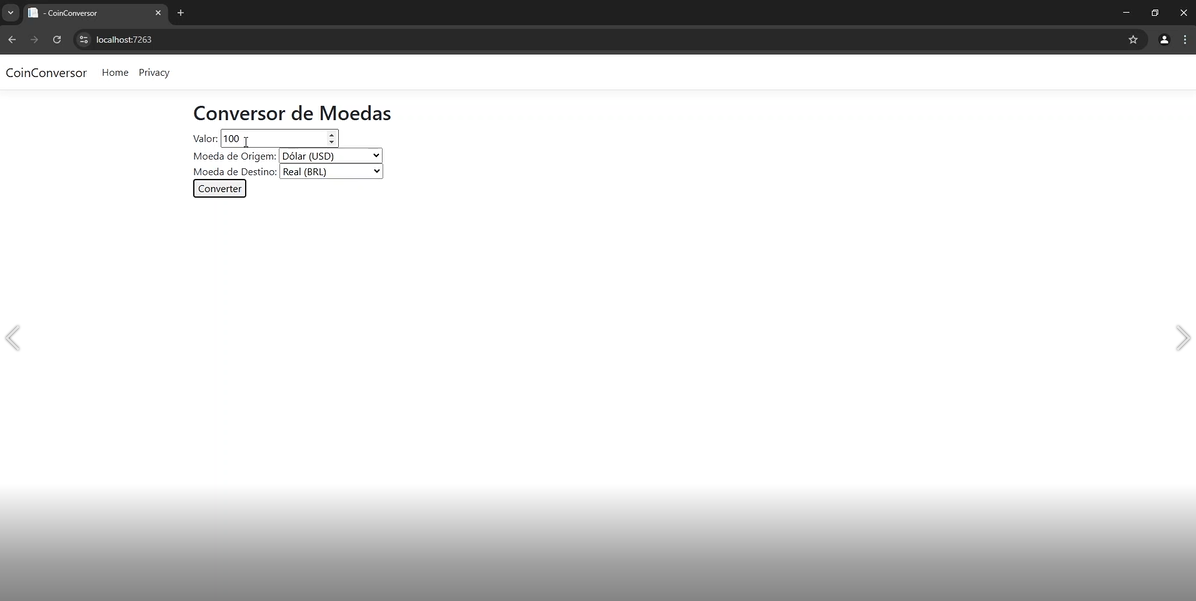 - CoinConversor
localhost:7263
CoinConversor Home Privacy
Conversor de Moedas
Valor: 100
Moeda de Origem: Dólar (USD)
Moeda de Destino: Real (BRL)
Converter